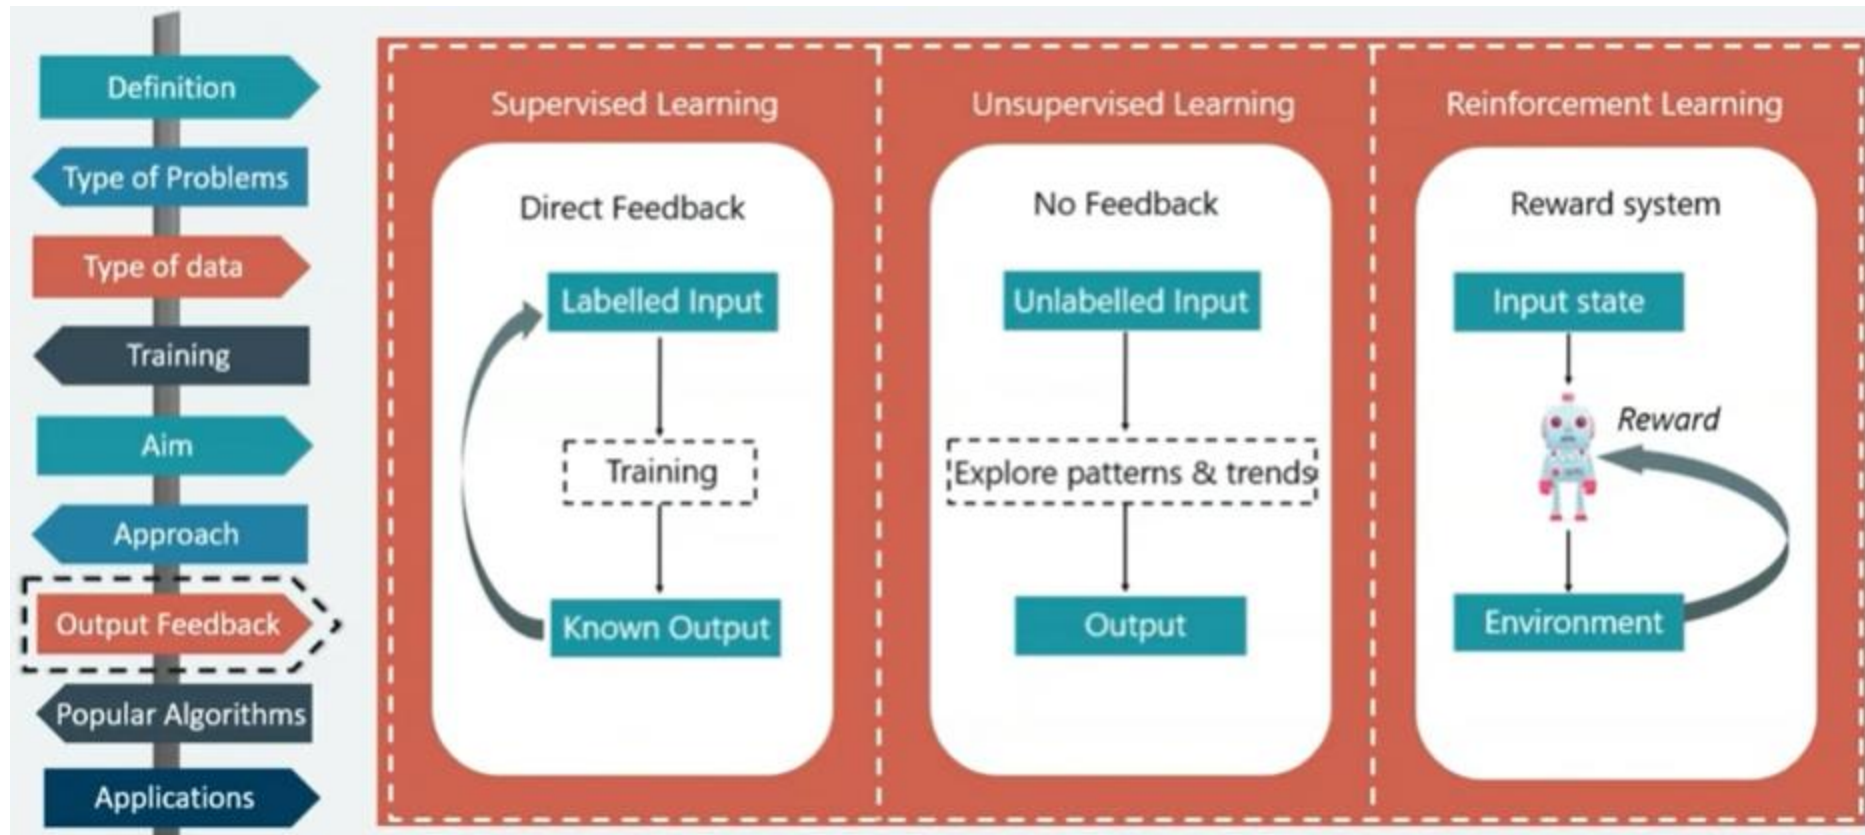 Definition
Type of Problems
Type of data
Training
Aim
Approach
Output Feedback
Popular Algorithms
Applications
Supervised Learning
Direct Feedback
Labelled Input
Training
Known Output
Unsupervised Learning
No Feedback
Unlabelled Input
Explore patterns & trends
Output
Reinforcement Learning
Reward system
Input state
Reward
Environment